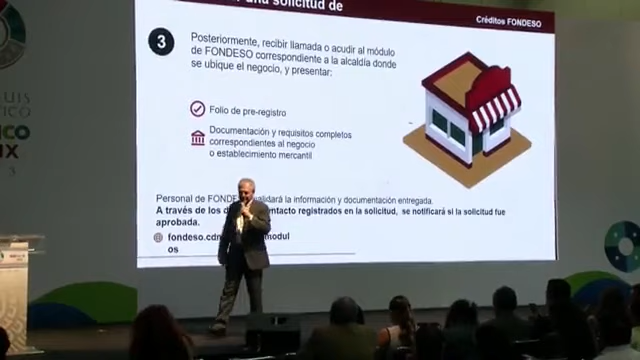 una solicitud de
Créditos FONDESO
3
Posteriormente, recibir llamada o acudir al módulo
de FONDESO correspondiente a la alcaldía donde
se ubique el negocio, y presentar:
Folio de pre-registro
Documentación y requisitos completos
correspondientes al negocio
o establecimiento mercantil
Personal de FONDE validará la información y documentación entregada.
A través de los d ontacto registrados en la solicitud, se notificará si la solicitud fue
aprobada.
fondeso.cdm modul
os